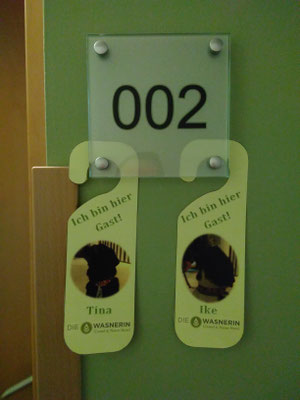 002
Ich bin hier
Gast!
Tina
DIE WASNERIN
Ich bin hier
Gast!
Ike
DIE WASNERIN